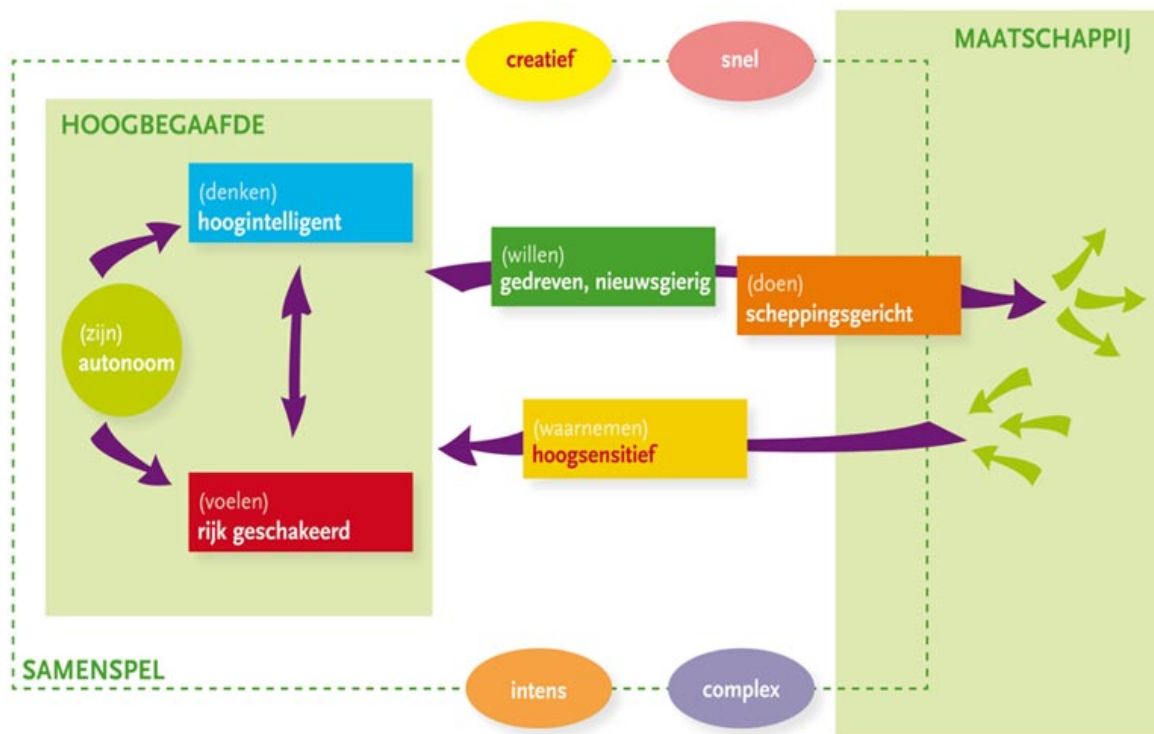 creatief
snel
MAATSCHAPPIJ
HOOGBEGAAFDE
(denken)
hoogintelligent
(willen)
gedreven, nieuwsgierig
(doen)
scheppingsgericht
(zijn)
autonoom
(waarnemen)
hoogsensitief
(voelen)
rijk geschakeerd
SAMENSPEL
intens
complex